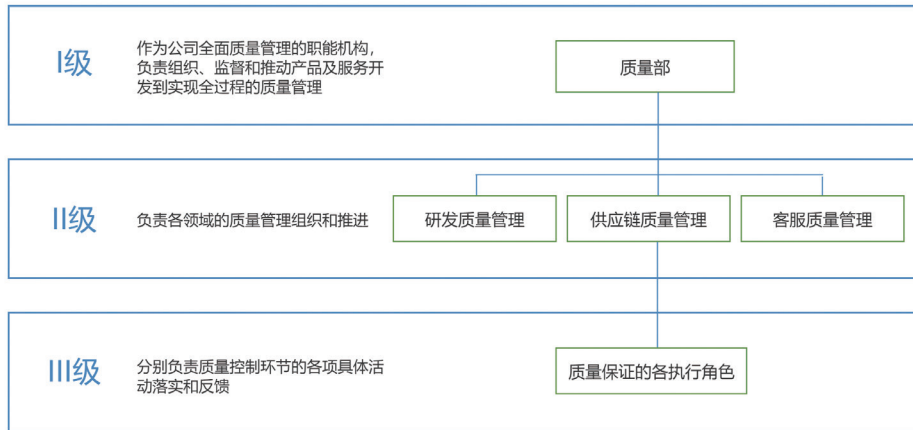 I级
作为公司全面质量管理的职能机构，
负责组织、监督和推动产品及服务开
发到实现全过程的质量管理
质量部
II级
负责各领域的质量管理组织和推进
研发质量管理
供应链质量管理
客服质量管理
III级
分别负责质量控制环节的各项具体活
动落实和反馈
质量保证的各执行角色